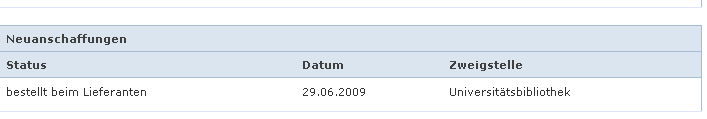 Neuanschaffungen
Status Datum Zweigstelle
bestellt beim Lieferanten 29.06.2009 Universitätsbibliothek